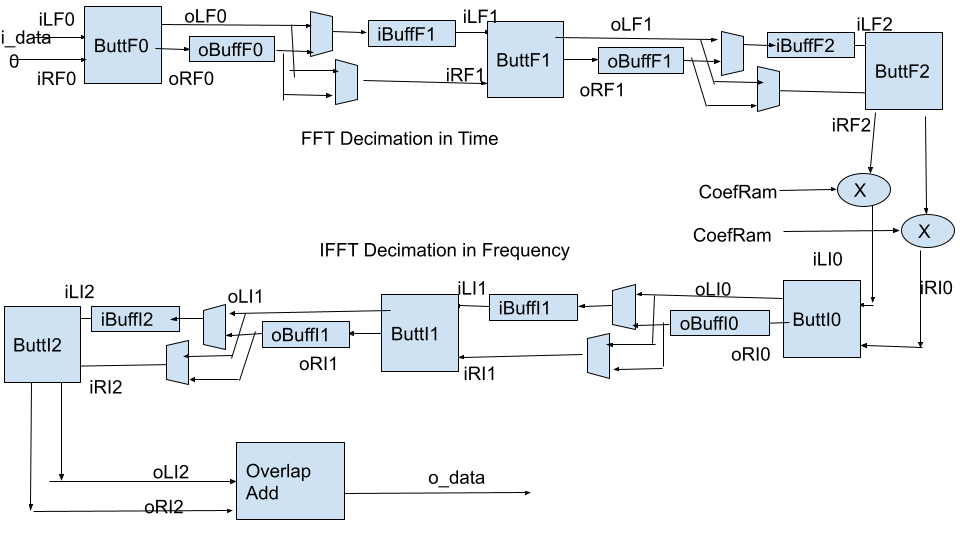 iLF0
oLF0
iLF1
oLF1
iLF2
i_data
ButtF0
oBuffF0
iBuffF1
ButtF1
oBuffF1
iBuffF2
ButtF2
0
iRF0
oRF0
iRF1
oRF1
iRF2
FFT Decimation in Time
CoefRam
X
CoefRam
X
IFFT Decimation in Frequency
iLI0
iLI2
oLI1
iLI1
oLI0
iRI0
ButtI2
iBuffI2
oBuffI1
ButtI1
iBuffI1
oBuffI0
ButtI0
oRI1
oRI0
iRI2
iRI1
oLI2
oRI2
Overlap
Add
o_data